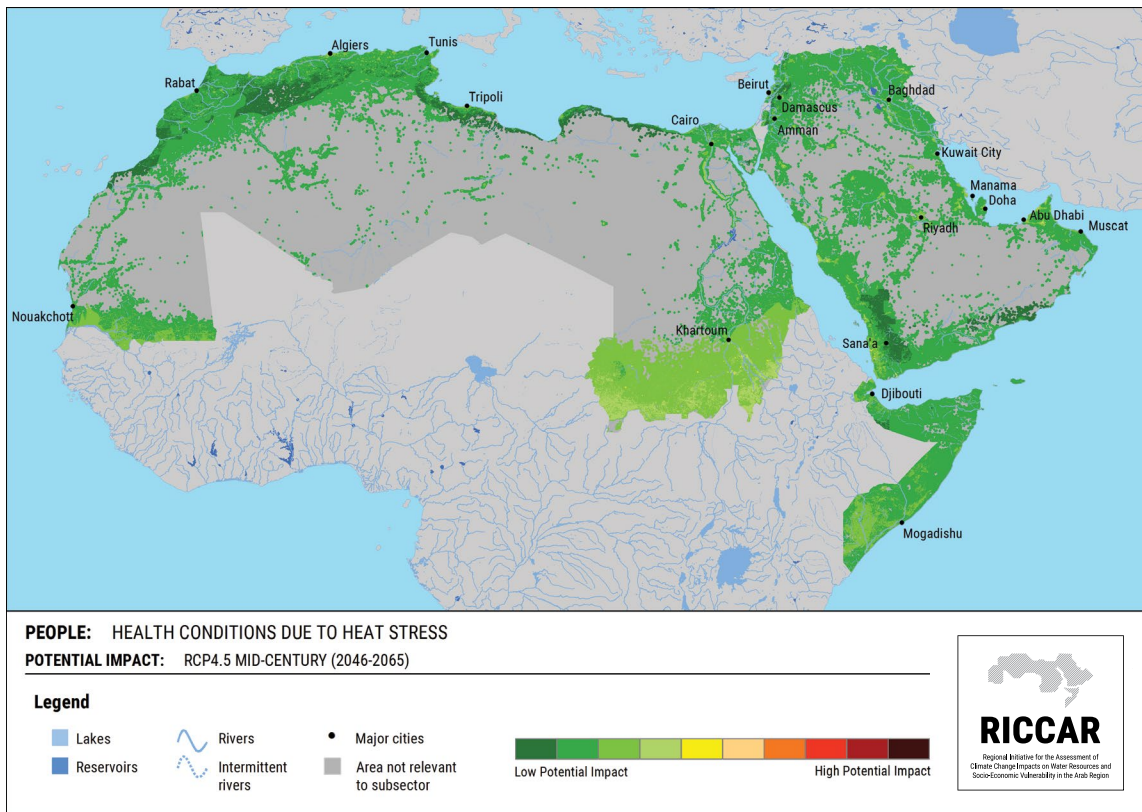 Algiers
Tunis
Rabat
Tripoli
Beirut
Damascus
Baghdad
Cairo
Amman
Kuwait City
Manama
Doha
Abu Dhabi
Muscat
Riyadh
Nouakchott
Khartoum
Sana'a
Djibouti
Mogadishu
PEOPLE: HEALTH CONDITIONS DUE TO HEAT STRESS
POTENTIAL IMPACT: RCP4.5 MID-CENTURY (2046-2065)
Legend
Lakes
Rivers
Major cities
Reservoirs
Intermittent
rivers
Area not relevant
to subsector
Low Potential Impact
High Potential Impact
RICCAR
Regional Initiative for the Assessment of
Climate Change Impacts on Water Resources and
Socio-Economic Vulnerability in the Arab Region